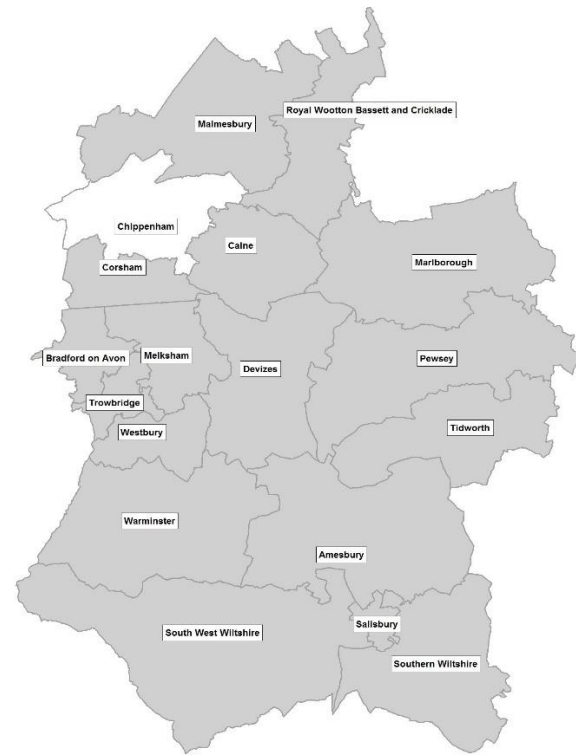 Royal Wootton Bassett and Cricklade
Malmesbury
Chippenham
Calne
Corsham
Marlborough
Bradford on Avon
Melksham
Devizes
Pewsey
Trowbridge
Westbury
Tidworth
Warminster
Amesbury
Salisbury
South West Wiltshire
Southern Wiltshire